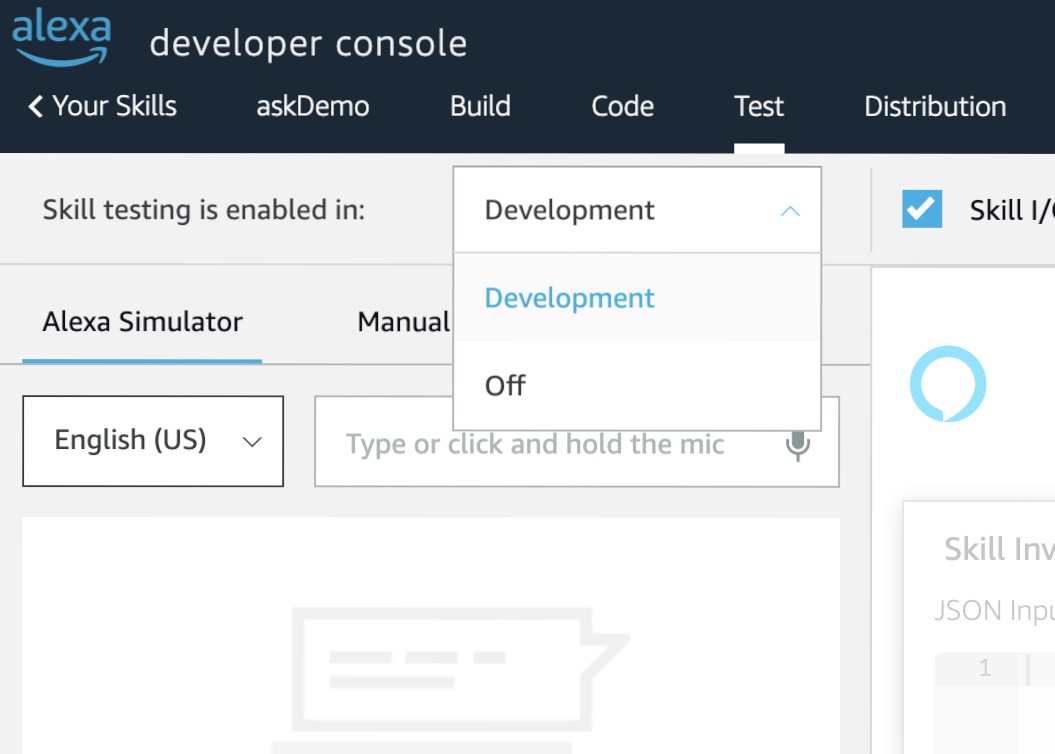 alexa developer console
Your Skills askDemo Build Code Test Distribution
Skill testing is enabled in: Development Skill I/
Development
Off
Alexa Simulator Manual
English (US) Type or click and hold the mic
Skill Inv
JSON Inpu
1